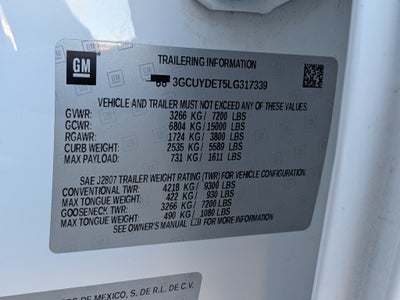 GM
TRAILERING INFORMATION
3GCUYDET5LG317339
VEHICLE AND TRAILER MUST NOT EXCEED ANY OF THESE VALUES:
GVWR: 3266 KG/ 7200 LBS
GCWR: 6804 KG/15000 LBS
RGAWR: 1724 KG/ 3800 LBS
CURB WEIGHT: 2535 KG/ 5589 LBS
MAX PAYLOAD: 731 KG/ 1611 LBS
SAE J2807 TRAILER WEIGHT RATING (TWR) FOR VEHICLE CONFIGURATION.
CONVENTIONAL TWR: 4218 KG/ 9300 LBS
MAX TONGUE WEIGHT: 422 KG/ 930 LBS
GOOSENECK TWR: 3266 KG/ 7200 LBS
MAX TONGUE WEIGHT: 490 KG/ 1080 LBS
SEE OWNER'S MANUAL FOR MORE INFORMATION
DE MEXICO, S. DE R.L. DE C.V.